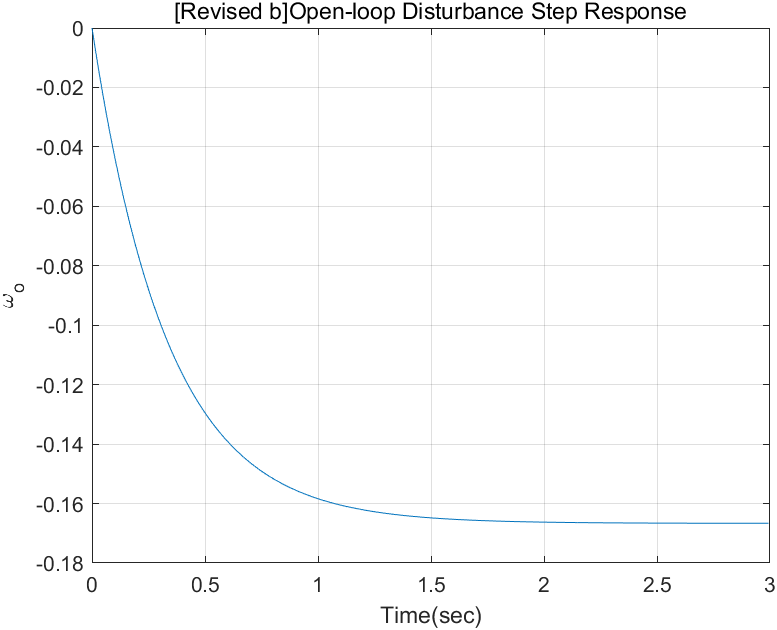 [Revised b]Open-loop Disturbance Step Response
0
-0.02
-0.04
-0.06
-0.08
-0.1
-0.12
-0.14
-0.16
-0.18
ω₀
0 0.5 1 1.5 2 2.5 3
Time(sec)